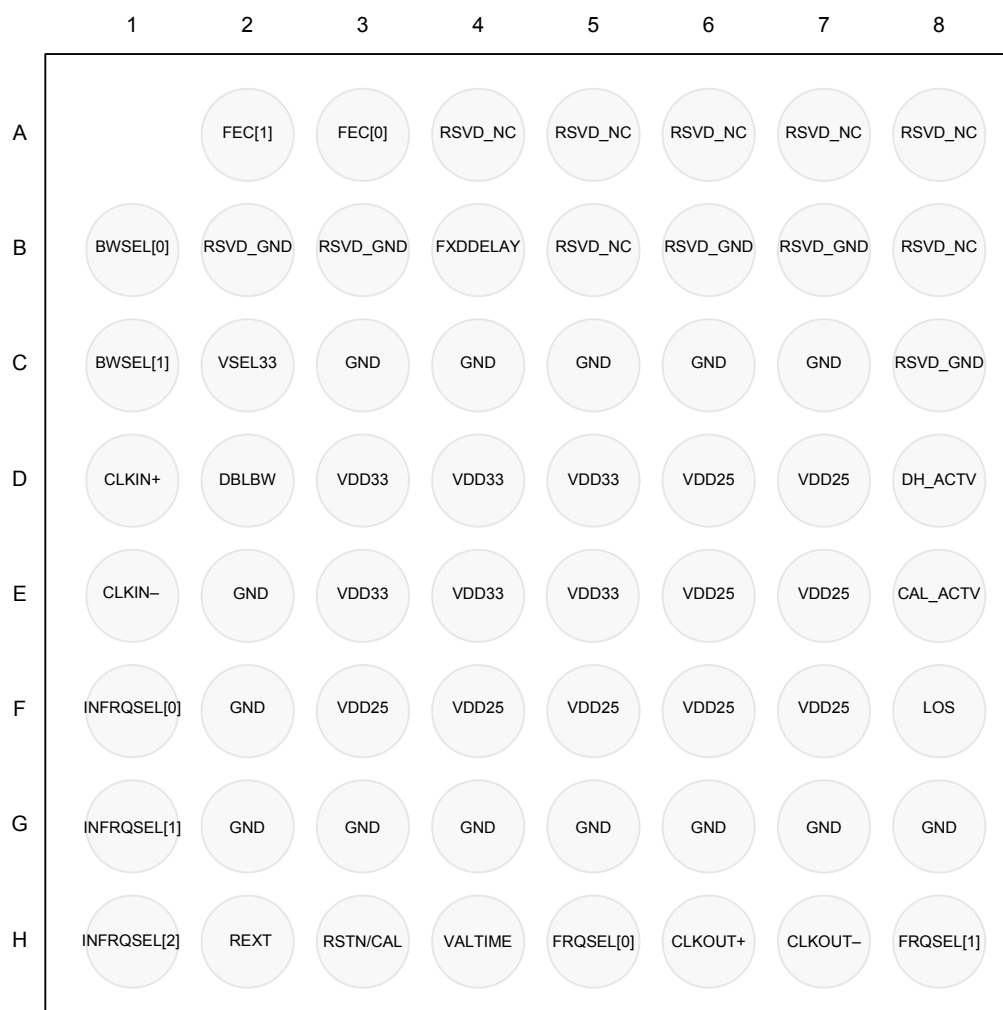 1 2 3 4 5 6 7 8
A FEC[1] FEC[0] RSVD_NC RSVD_NC RSVD_NC RSVD_NC RSVD_NC
B BWSEL[0] RSVD_GND RSVD_GND FXDDELAY RSVD_NC RSVD_GND RSVD_GND RSVD_NC
C BWSEL[1] VSEL33 GND GND GND GND GND RSVD_GND
D CLKIN+ DBLBW VDD33 VDD33 VDD33 VDD25 VDD25 DH_ACTV
E CLKIN– GND VDD33 VDD33 VDD33 VDD25 VDD25 CAL_ACTV
F INFRQSEL[0] GND VDD25 VDD25 VDD25 VDD25 VDD25 LOS
G INFRQSEL[1] GND GND GND GND GND GND GND
H INFRQSEL[2] REXT RSTN/CAL VALTIME FRQSEL[0] CLKOUT+ CLKOUT– FRQSEL[1]